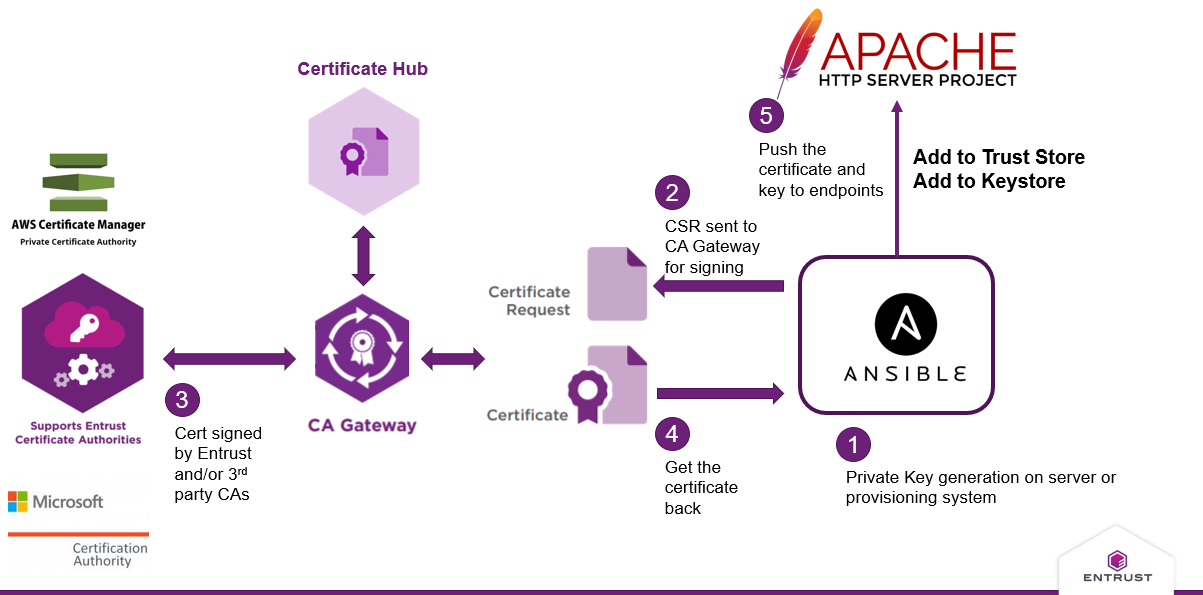 APACHE
HTTP SERVER PROJECT
Certificate Hub
5
Push the
certificate and
key to endpoints
Add to Trust Store
Add to Keystore
AWS Certificate Manager
Private Certificate Authority
2
CSR sent to
CA Gateway
for signing
Certificate
Request
ANSIBLE
Supports Entrust
Certificate Authorities
3
Cert signed
by Entrust
and/or 3rd
party CAs
CA Gateway
Certificate
4
Get the
certificate
back
1
Private Key generation on server or
provisioning system
Microsoft
Certification
Authority
ENTRUST